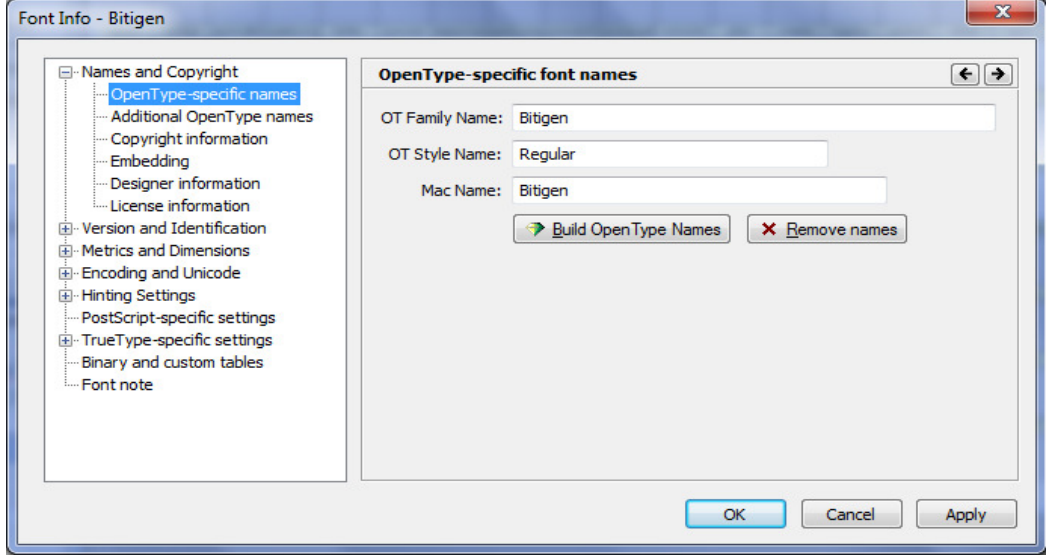 Font Info - Bitigen
Names and Copyright
OpenType-specific names
Additional OpenType names
Copyright information
Embedding
Designer information
License information
Version and Identification
Metrics and Dimensions
Encoding and Unicode
Hinting Settings
PostScript-specific settings
TrueType-specific settings
Binary and custom tables
Font note
OpenType-specific font names
OT Family Name: Bitigen
OT Style Name: Regular
Mac Name: Bitigen
Build OpenType Names Remove names
OK Cancel Apply